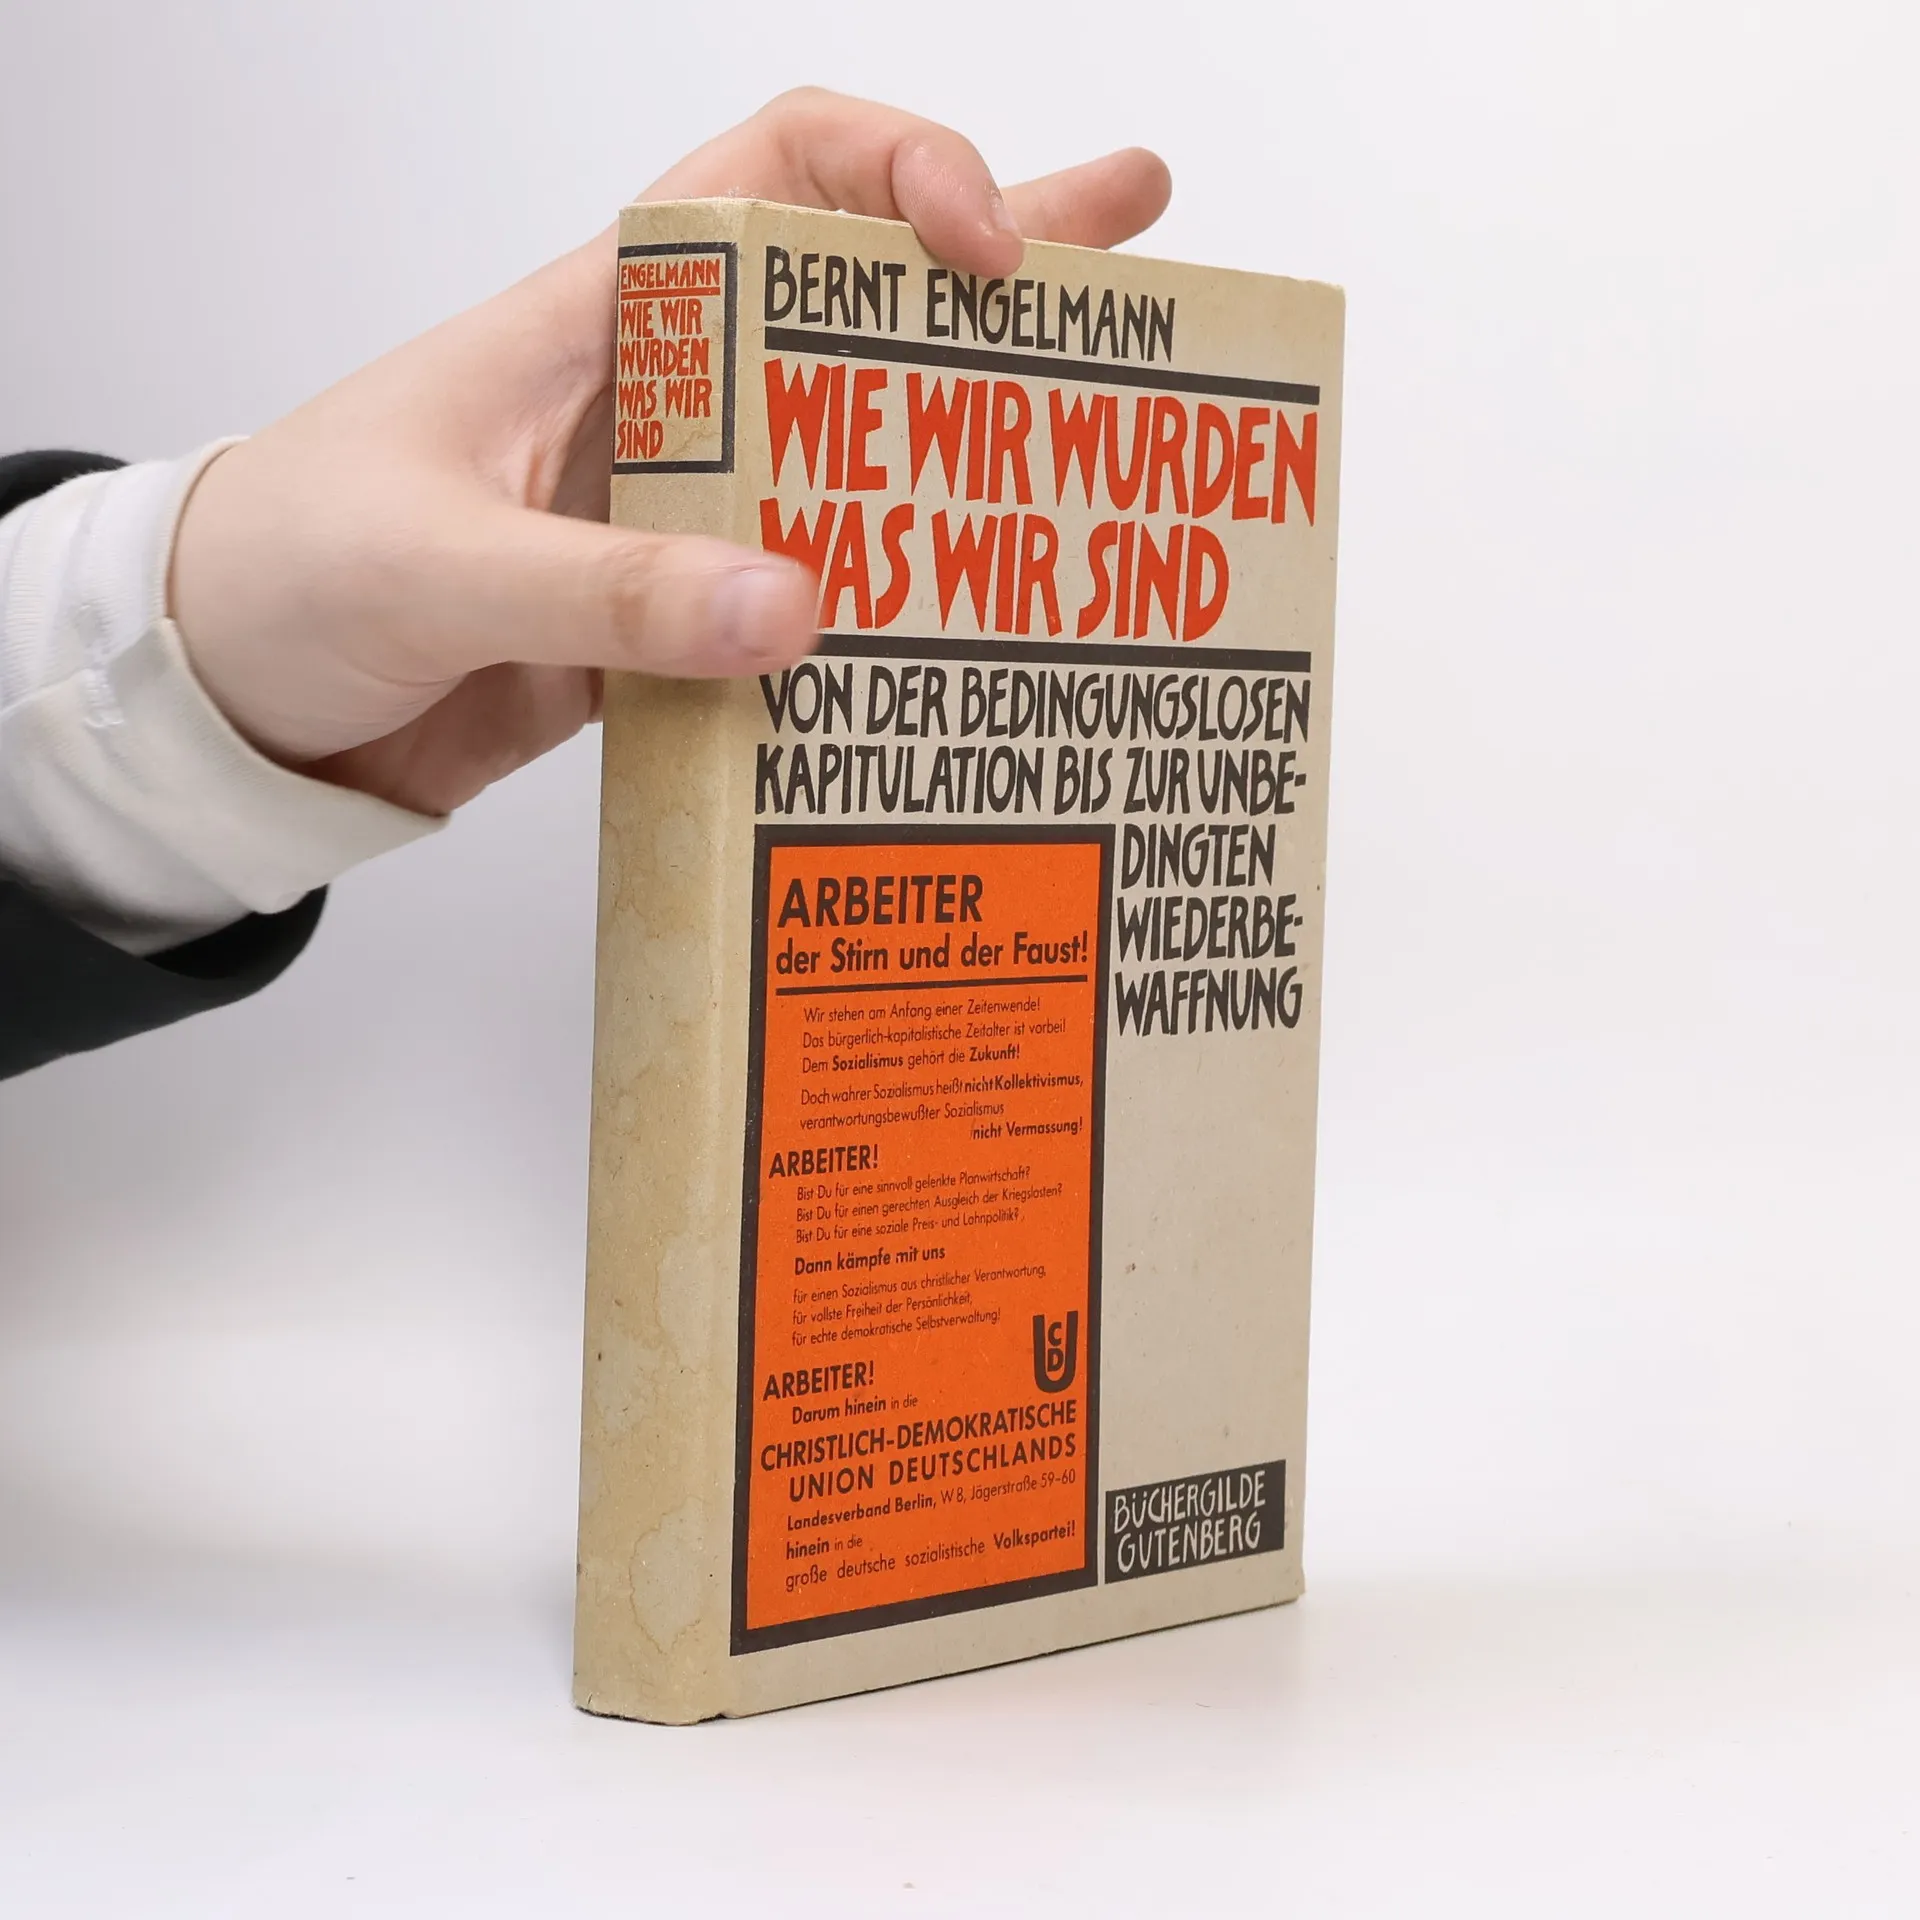 ENGELMANN
WIE WIR
WURDEN
WAS WIR
SIND
BERNT ENGELMANN
WIE WIR WURDEN
WAS WIR SIND
VON DER BEDINGUNGSLOSEN
KAPITULATION BIS ZUR UNBE-
DINGTEN
WIEDERBE-
WAFFNUNG
ARBEITER
der Stirn und der Faust!
Wir stehen am Anfang einer Zeitenwende!
Das bürgerlich-kapitalistische Zeitalter ist vorbei!
Dem Sozialismus gehört die Zukunft!
Doch wahrer Sozialismus heißt nicht Kollektivismus,
verantwortungsbewußter Sozialismus
nicht Vermassung!
ARBEITER!
Bist Du für eine sinnvoll gelenkte Planwirtschaft?
Bist Du für einen gerechten Ausgleich der Kriegslasten?
Bist Du für eine soziale Preis- und Lohnpolitik?
Dann kämpfe mit uns
für einen Sozialismus aus christlicher Verantwortung,
für vollste Freiheit der Persönlichkeit,
für echte demokratische Selbstverwaltung!
CDU
ARBEITER!
Darum hinein in die
CHRISTLICH-DEMOKRATISCHE
UNION DEUTSCHLANDS
Landesverband Berlin, W 8, Jägerstraße 59-60
hinein in die
große deutsche sozialistische Volkspartei!
BÜCHERGILDE
GUTENBERG